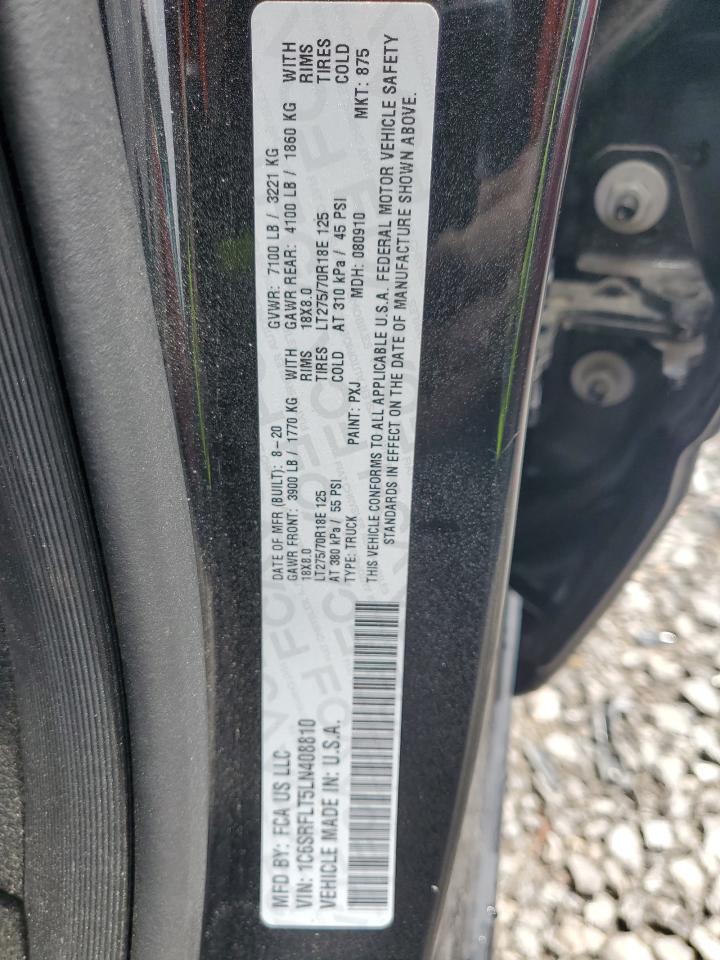 MFD BY: FCA US LLC
DATE OF MFR (BUILT): 8-20
GVWR: 7100 LB / 3221 KG
VIN: 1C6SRFLT5LN408810
GAWR FRONT: 3900 LB / 1770 KG WITH
GAWR REAR: 4100 LB / 1860 KG WITH
18X8.0 RIMS
18X8.0 RIMS
VEHICLE MADE IN: U.S.A.
LT275/70R18E 125 TIRES
LT275/70R18E 125 TIRES
AT 380 kPa / 55 PSI COLD
AT 310 kPa / 45 PSI COLD
TYPE: TRUCK PAINT: PXJ MDH: 080910 MKT: 875
THIS VEHICLE CONFORMS TO ALL APPLICABLE U.S.A. FEDERAL MOTOR VEHICLE SAFETY
STANDARDS IN EFFECT ON THE DATE OF MANUFACTURE SHOWN ABOVE.